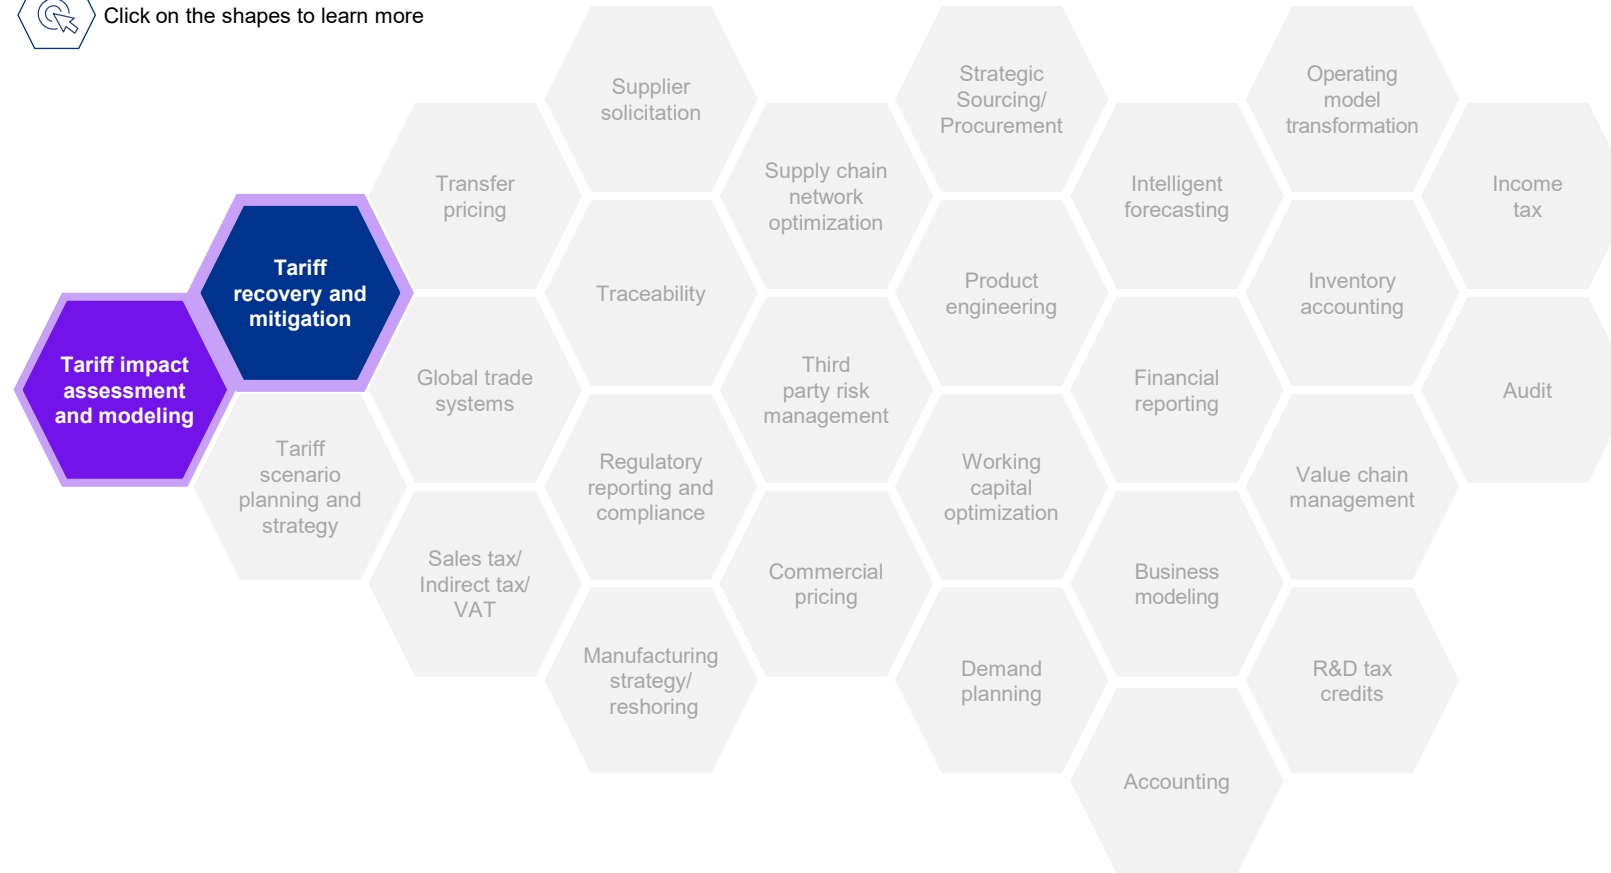 Click on the shapes to learn more
Tariff impact
assessment
and modeling
Tariff
recovery and
mitigation
Tariff
scenario
planning and
strategy
Transfer
pricing
Global trade
systems
Sales tax/
Indirect tax/
VAT
Supplier
solicitation
Traceability
Regulatory
reporting and
compliance
Manufacturing
strategy/
reshoring
Supply chain
network
optimization
Third
party risk
management
Commercial
pricing
Strategic
Sourcing/
Procurement
Product
engineering
Working
capital
optimization
Demand
planning
Intelligent
forecasting
Financial
reporting
Business
modeling
Accounting
Operating
model
transformation
Inventory
accounting
Value chain
management
R&D tax
credits
Income
tax
Audit